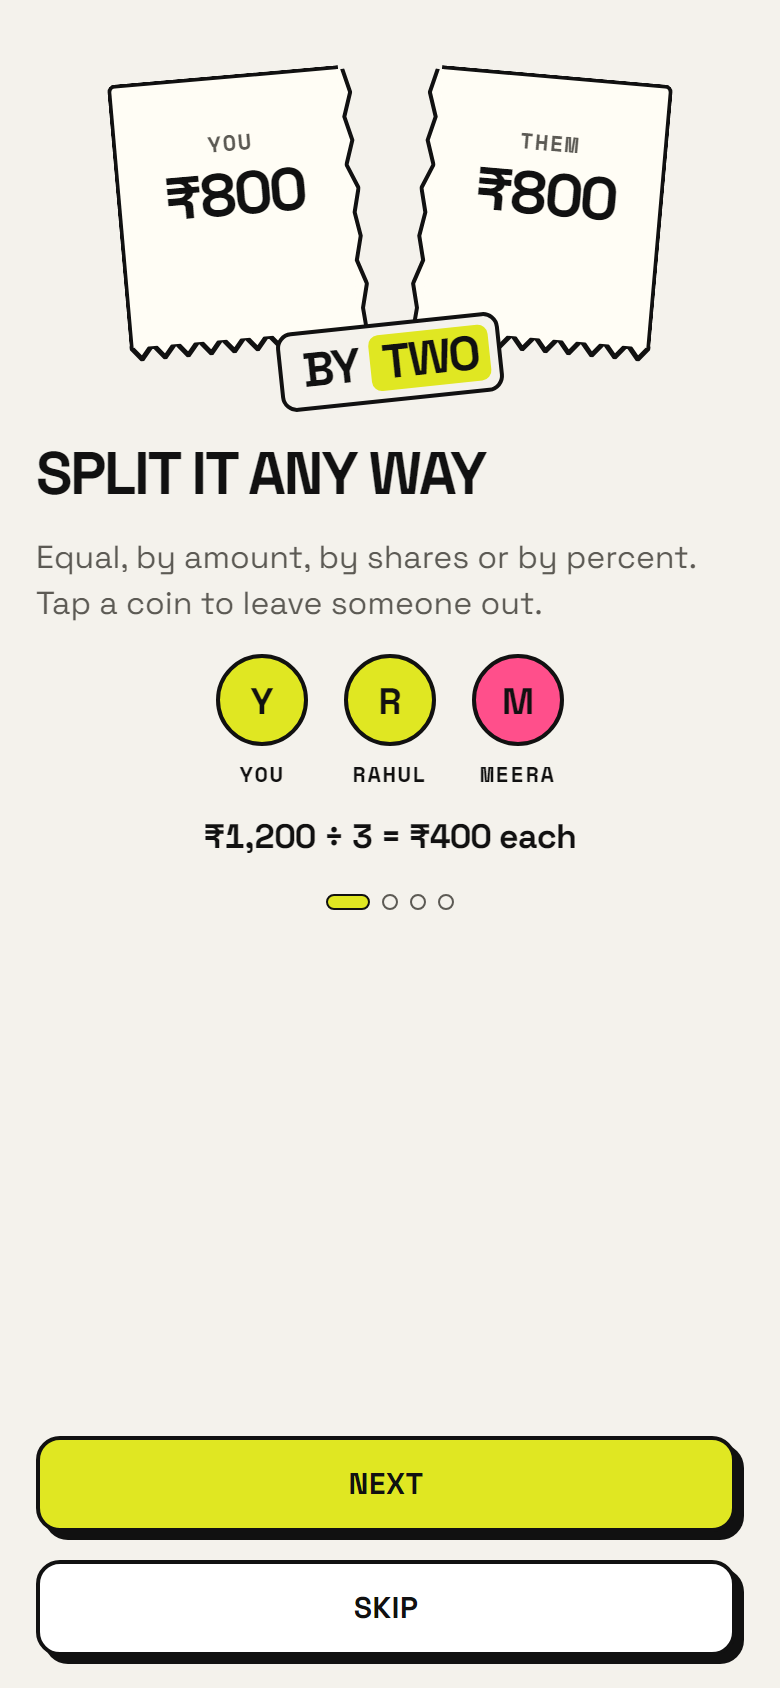 YOU
₹800
THEM
₹800
BY TWO
SPLIT IT ANY WAY
Equal, by amount, by shares or by percent.
Tap a coin to leave someone out.
Y
R
M
YOU
RAHUL
MEERA
₹1,200 ÷ 3 = ₹400 each
NEXT
SKIP